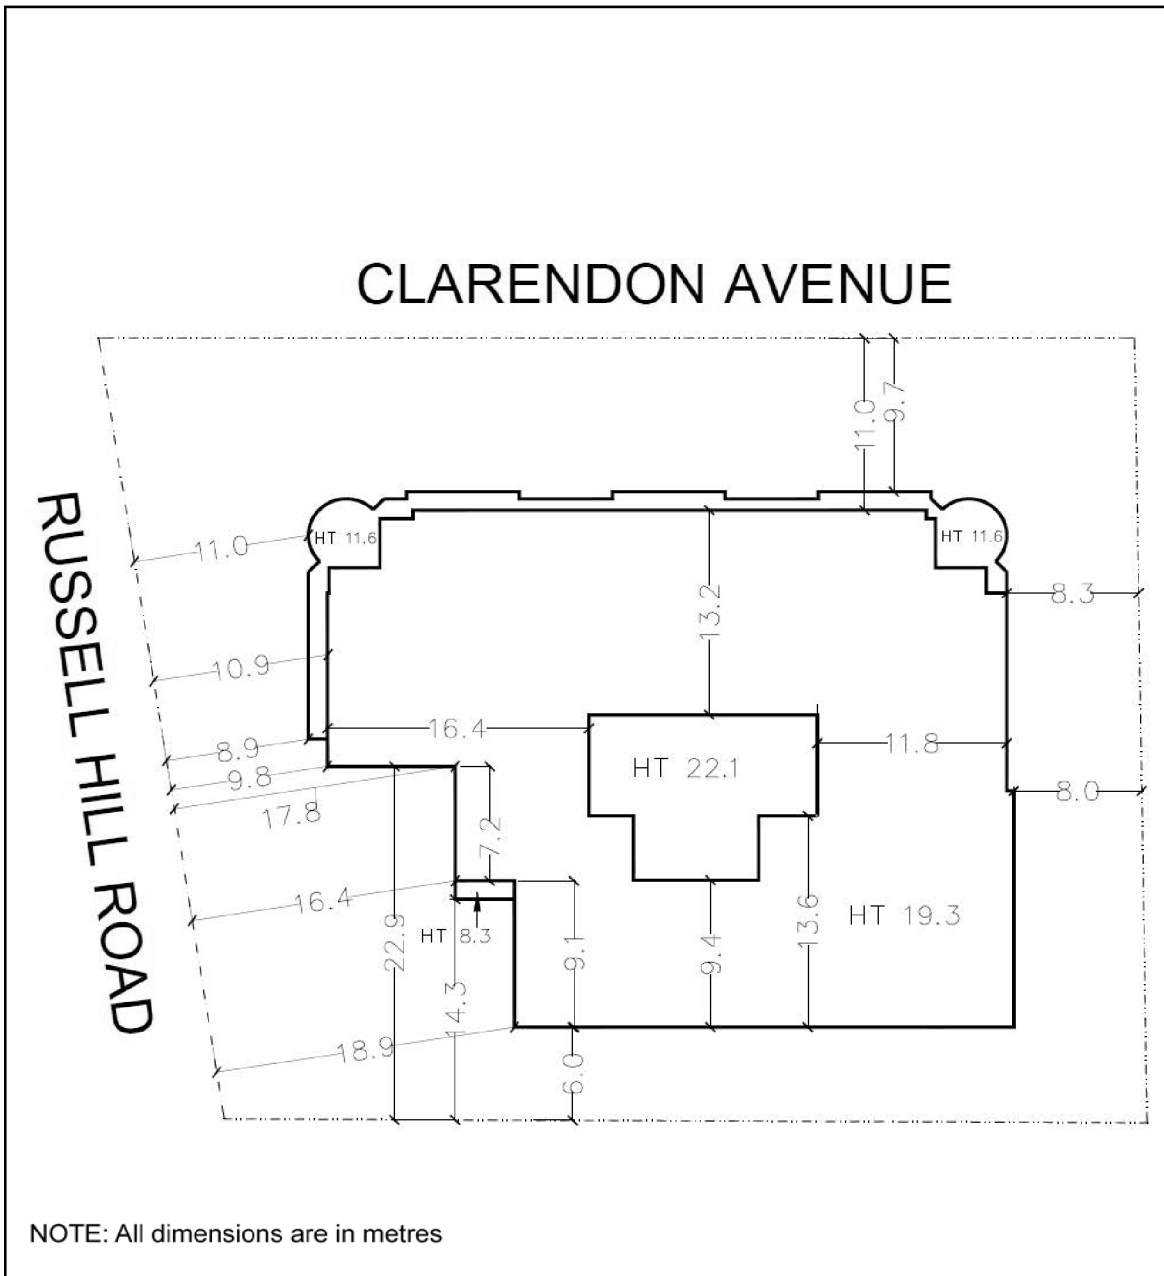 CLARENDON AVENUE
RUSSELL HILL ROAD
11.0
9.7
HT 11.6
HT 11.6
11.0
13.2
8.3
10.9
16.4
11.8
8.9
9.8
17.8
HT 22.1
8.0
7.2
16.4
HT 8.3
22.9
14.3
9.1
9.4
13.6
HT 19.3
18.9
6.0
NOTE: All dimensions are in metres